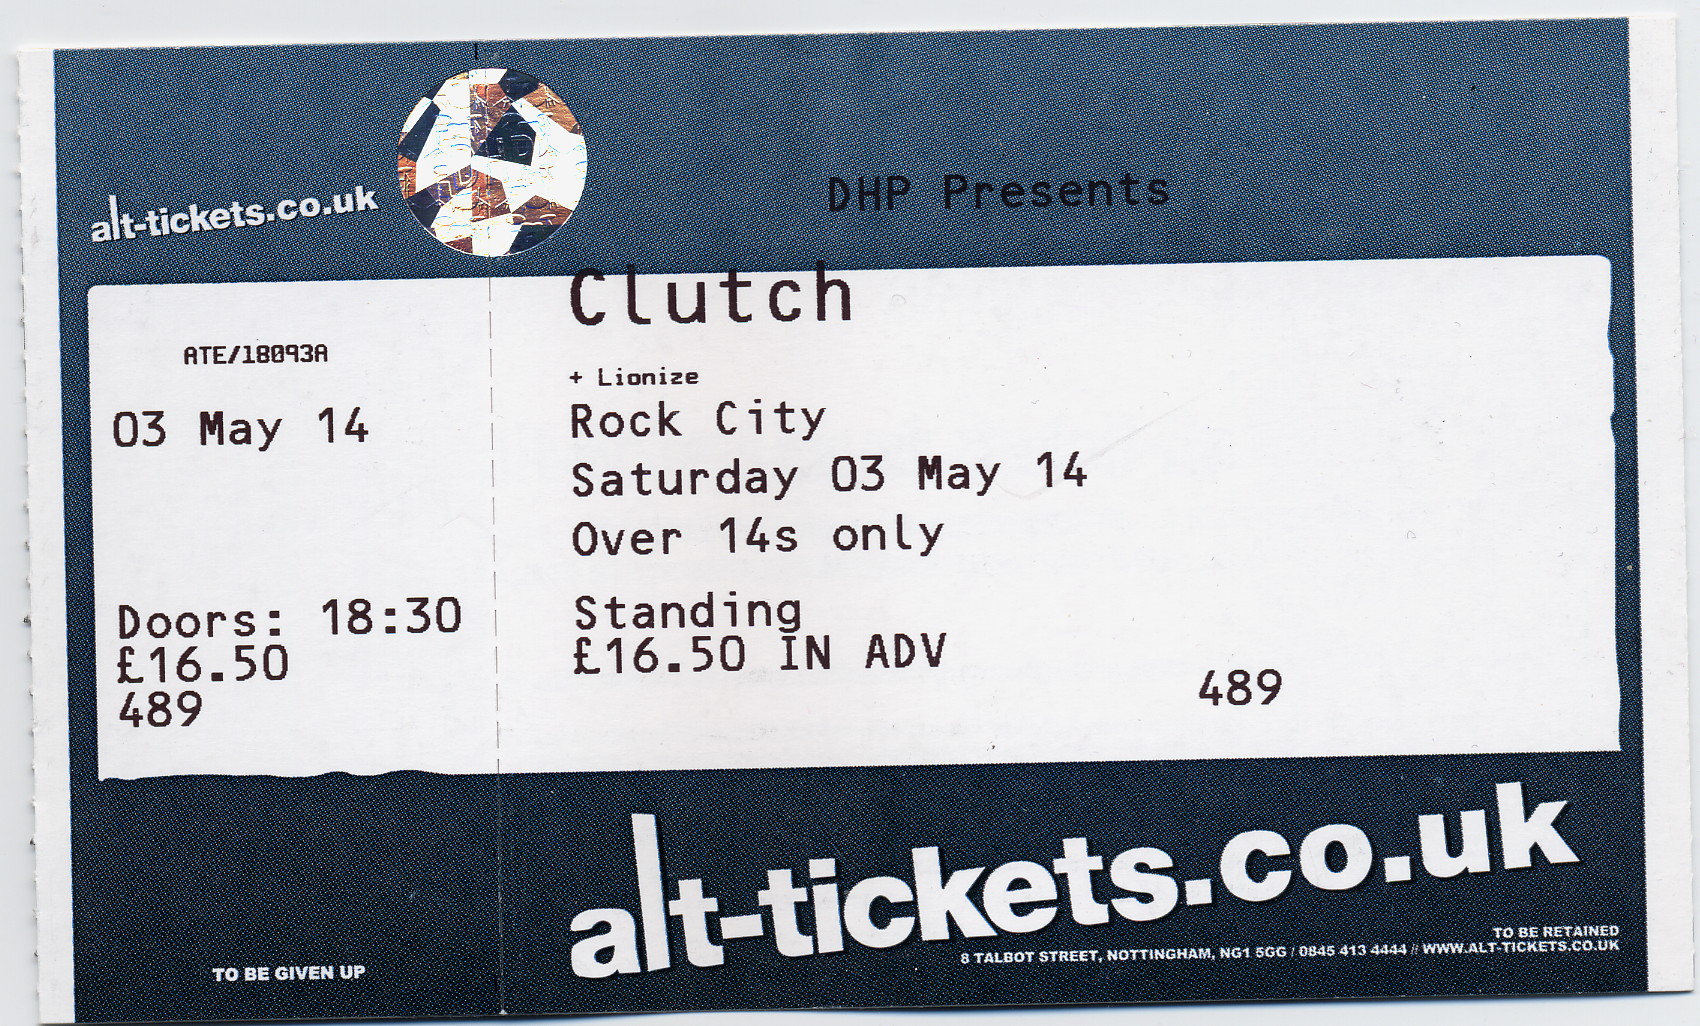 alt-tickets.co.uk
ATE/18093A
03 May 14
Doors: 18:30
£16.50
489
TO BE GIVEN UP
DHP Presents
Clutch
+ Lionize
Rock City
Saturday 03 May 14
Over 14s only
Standing
£16.50 IN ADV
489
alt-tickets.co.uk
TO BE RETAINED
8 TALBOT STREET, NOTTINGHAM, NG1 5GG / 0845 413 4444 // WWW.ALT-TICKETS.CO.UK